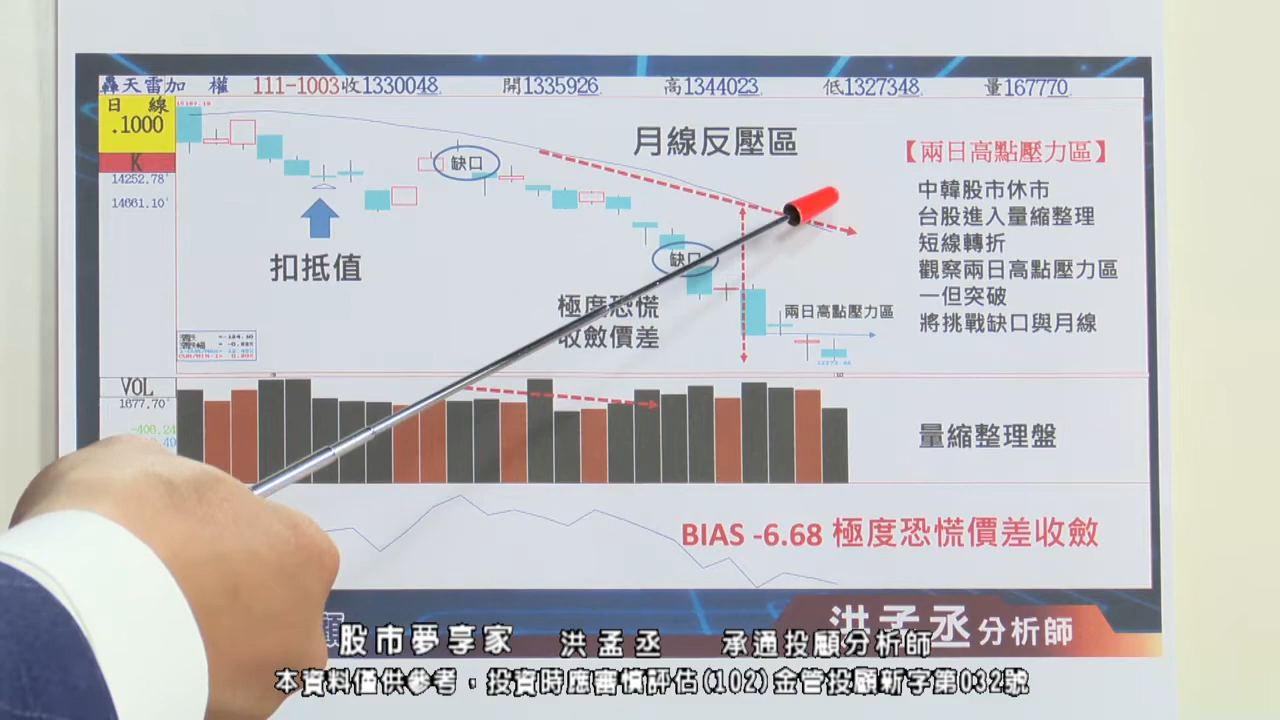 轟天雷加 權 111-1003收1330048 開1335926 高1344023 低1327348 量167770
日 線
.1000
K
14252.78
14661.10
月線反壓區
缺口
扣抵值
缺口
極度恐慌
收斂價差
兩日高點壓力區
【兩日高點壓力區】
中韓股市休市
台股進入量縮整理
短線轉折
觀察兩日高點壓力區
一但突破
將挑戰缺口與月線
VOL
1877.70
-406.24
量縮整理盤
BIAS -6.68 極度恐慌價差收斂
洪孟丞 分析師
顧
股市夢享家 洪孟丞 承通投顧分析師
本資料僅供參考，投資時應審慎評估(102)金管投顧新字第032號